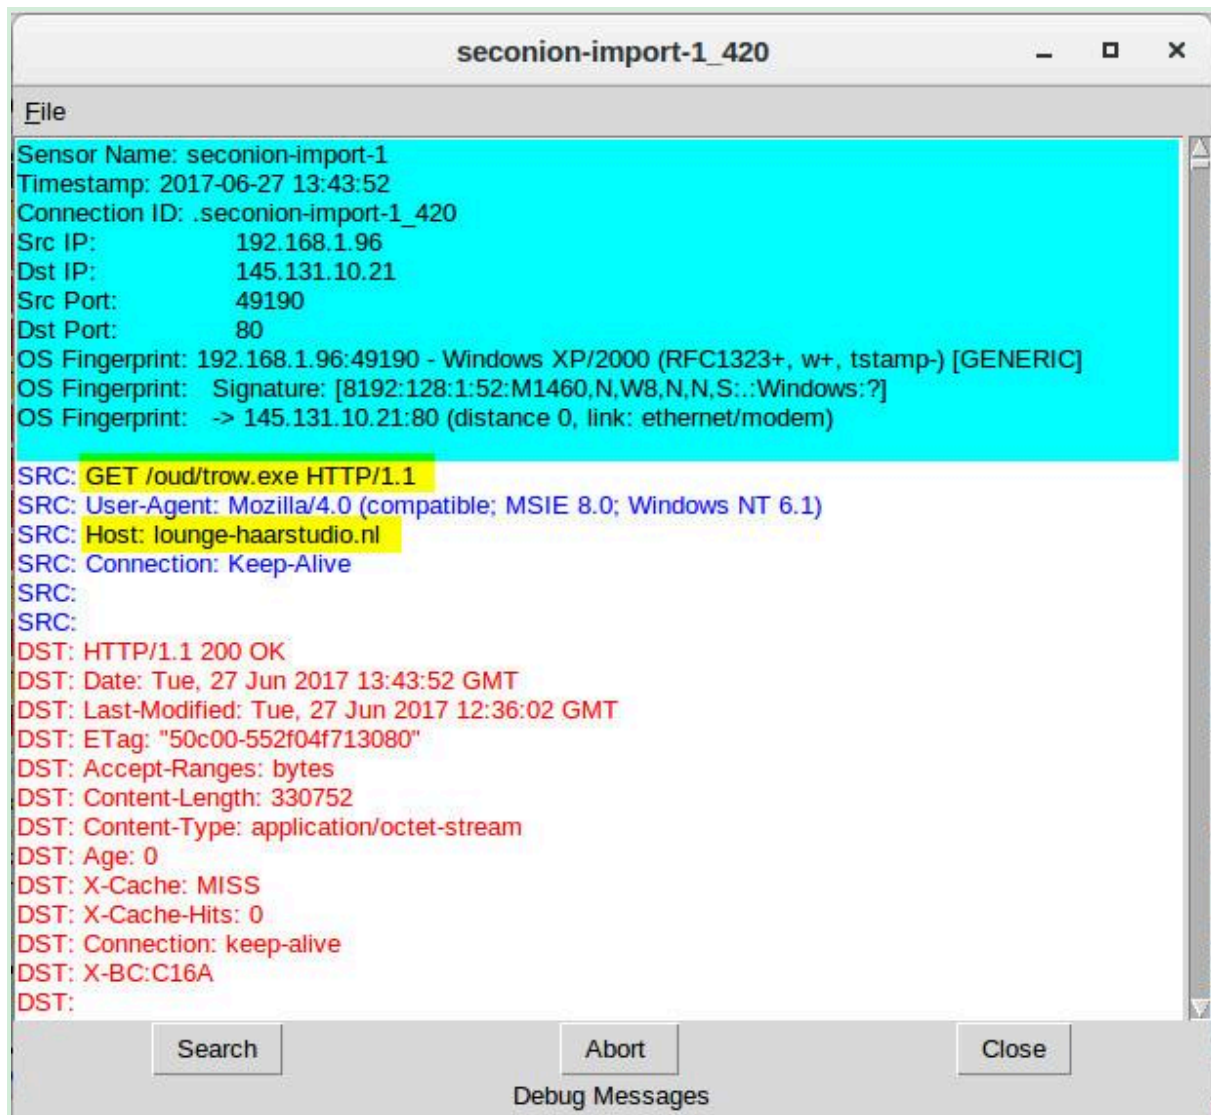 seconion-import-1_420
File
Sensor Name: seconion-import-1
Timestamp: 2017-06-27 13:43:52
Connection ID: .seconion-import-1_420
Src IP: 192.168.1.96
Dst IP: 145.131.10.21
Src Port: 49190
Dst Port: 80
OS Fingerprint: 192.168.1.96:49190 - Windows XP/2000 (RFC1323+, w+, tstamp-) [GENERIC]
OS Fingerprint: Signature: [8192:128:1:52:M1460,N,W8,N,N,S:.:Windows:?]
OS Fingerprint: -> 145.131.10.21:80 (distance 0, link: ethernet/modem)
SRC: GET /oud/trow.exe HTTP/1.1
SRC: User-Agent: Mozilla/4.0 (compatible; MSIE 8.0; Windows NT 6.1)
SRC: Host: lounge-haarstudio.nl
SRC: Connection: Keep-Alive
SRC:
SRC:
DST: HTTP/1.1 200 OK
DST: Date: Tue, 27 Jun 2017 13:43:52 GMT
DST: Last-Modified: Tue, 27 Jun 2017 12:36:02 GMT
DST: ETag: "50c00-552f04f713080"
DST: Accept-Ranges: bytes
DST: Content-Length: 330752
DST: Content-Type: application/octet-stream
DST: Age: 0
DST: X-Cache: MISS
DST: X-Cache-Hits: 0
DST: Connection: keep-alive
DST: X-BC:C16A
DST:
Search Abort Close
Debug Messages